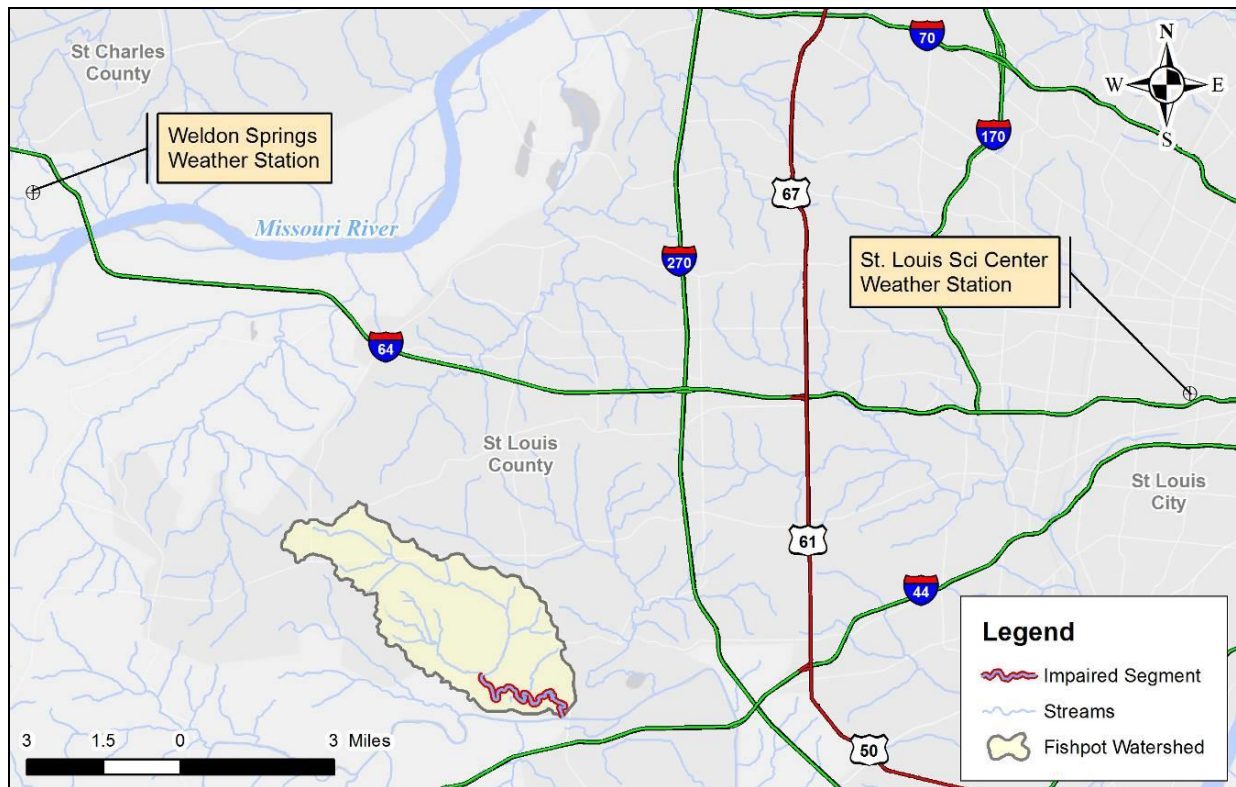 St Charles
County
Weldon Springs
Weather Station
Missouri River
70
N
W
E
S
170
67
270
St. Louis Sci Center
Weather Station
64
St Louis
County
St Louis
City
61
44
50
3 1.5 0 3 Miles
Legend
Impaired Segment
Streams
Fishpot Watershed